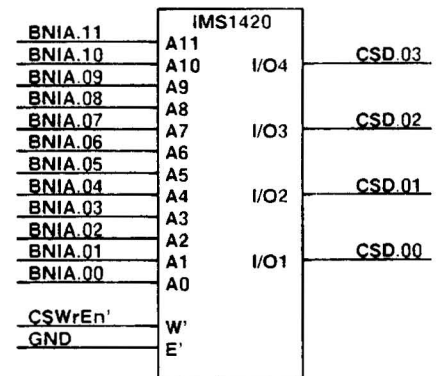 IMS1420
BNIA.11 A11
BNIA.10 A10 I/O4 CSD.03
BNIA.09 A9
BNIA.08 A8
BNIA.07 A7 I/O3 CSD.02
BNIA.06 A6
BNIA.05 A5
BNIA.04 A4 I/O2 CSD.01
BNIA.03 A3
BNIA.02 A2
BNIA.01 A1 I/O1 CSD.00
BNIA.00 A0
CSWrEn' W'
GND E'